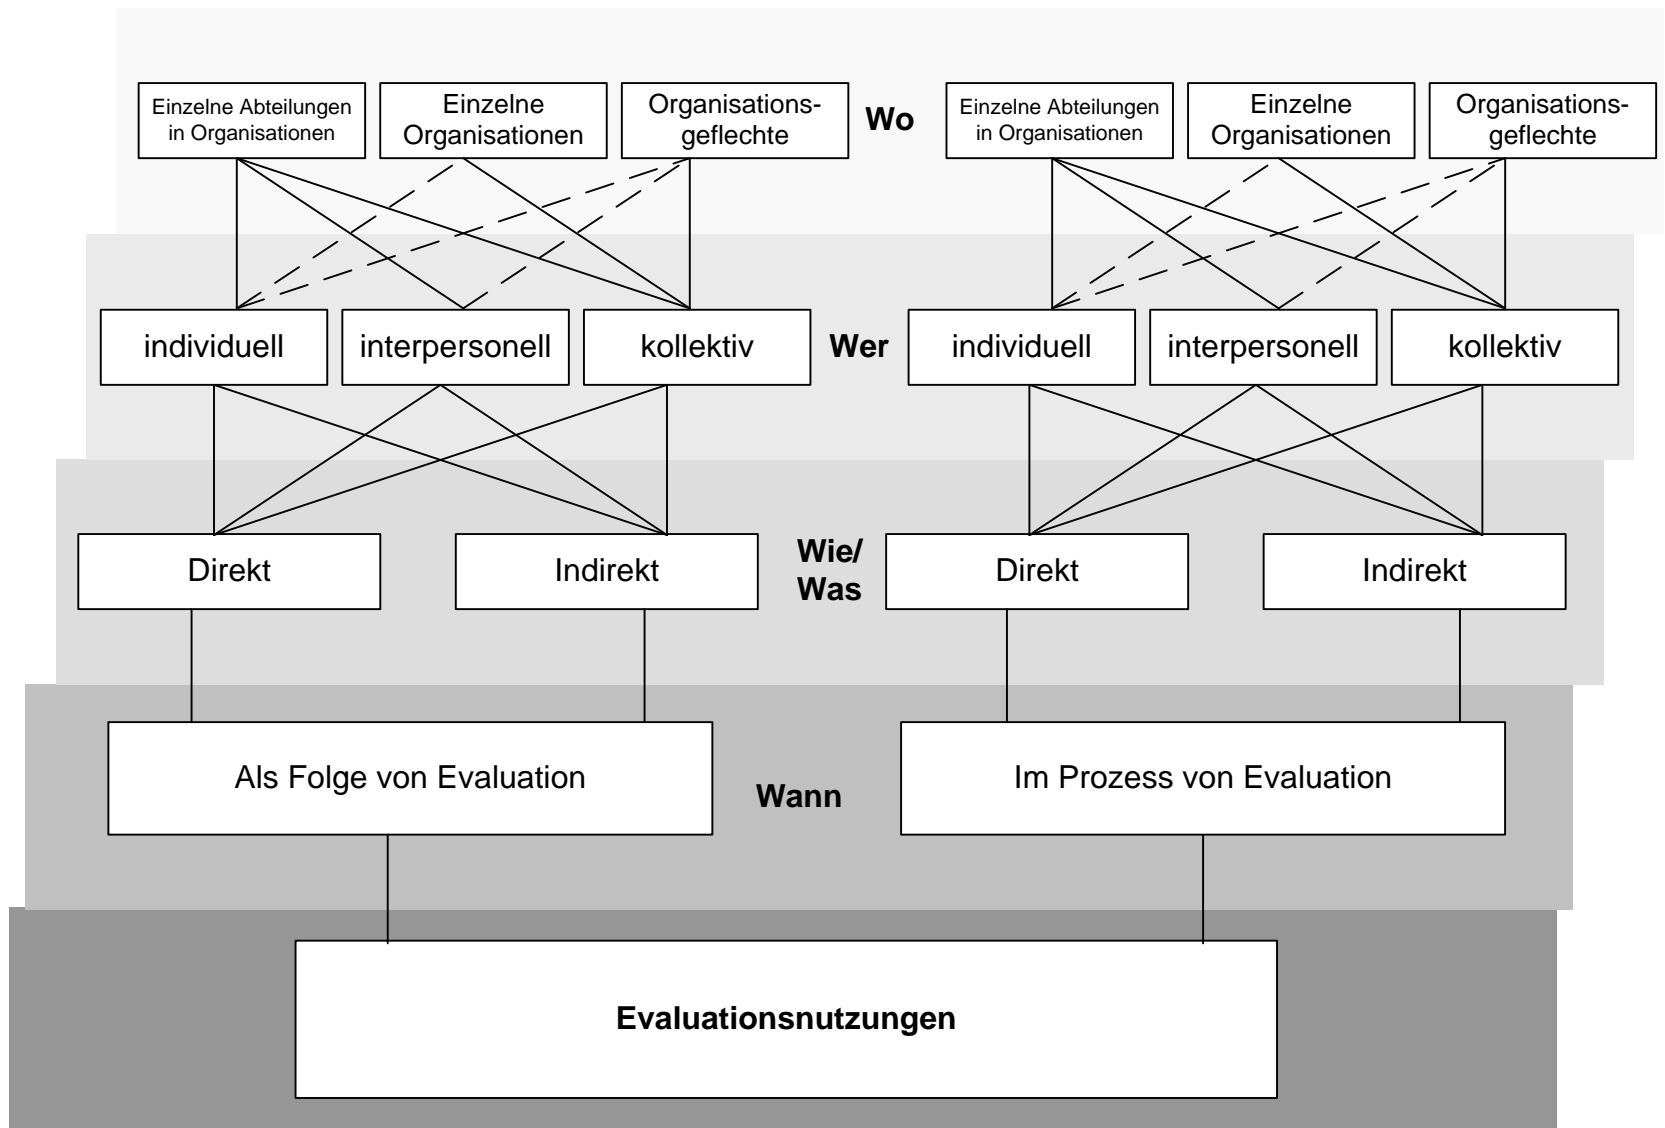 Einzelne Abteilungen
in Organisationen
Einzelne
Organisationen
Organisations-
geflechte
Wo
Einzelne Abteilungen
in Organisationen
Einzelne
Organisationen
Organisations-
geflechte
individuell
interpersonell
kollektiv
Wer
individuell
interpersonell
kollektiv
Direkt
Indirekt
Wie/
Was
Direkt
Indirekt
Als Folge von Evaluation
Wann
Im Prozess von Evaluation
Evaluationsnutzungen